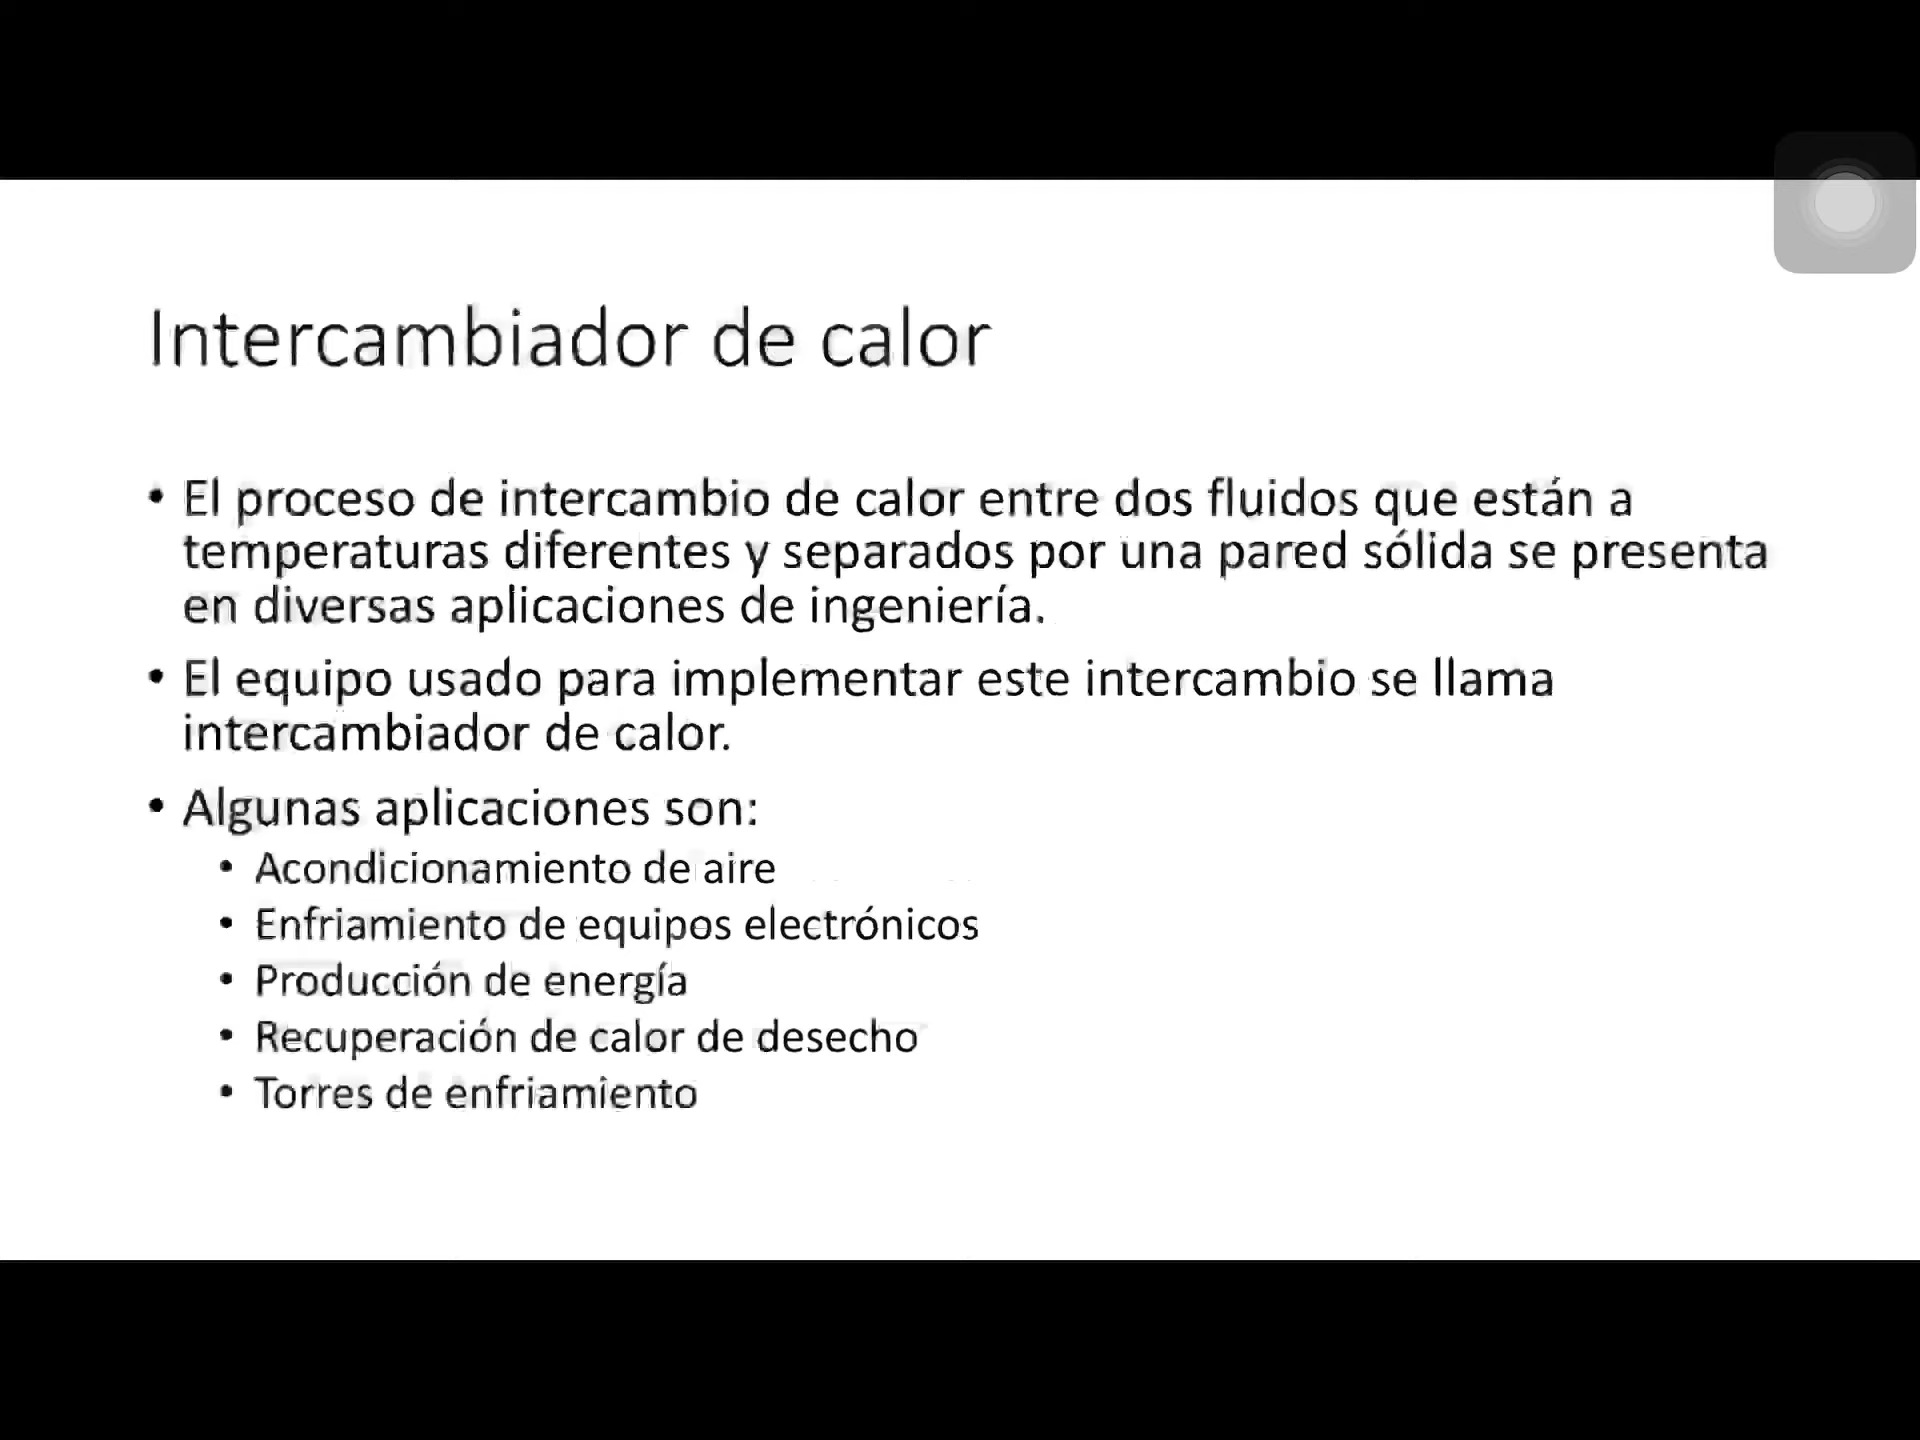 Intercambiador de calor
• El proceso de intercambio de calor entre dos fluidos que están a
temperaturas diferentes y separados por una pared sólida se presenta
en diversas aplicaciones de ingeniería.
• El equipo usado para implementar este intercambio se llama
intercambiador de calor.
• Algunas aplicaciones son:
• Acondicionamiento de aire
• Enfriamiento de equipos electrónicos
• Producción de energía
• Recuperación de calor de desecho
• Torres de enfriamiento